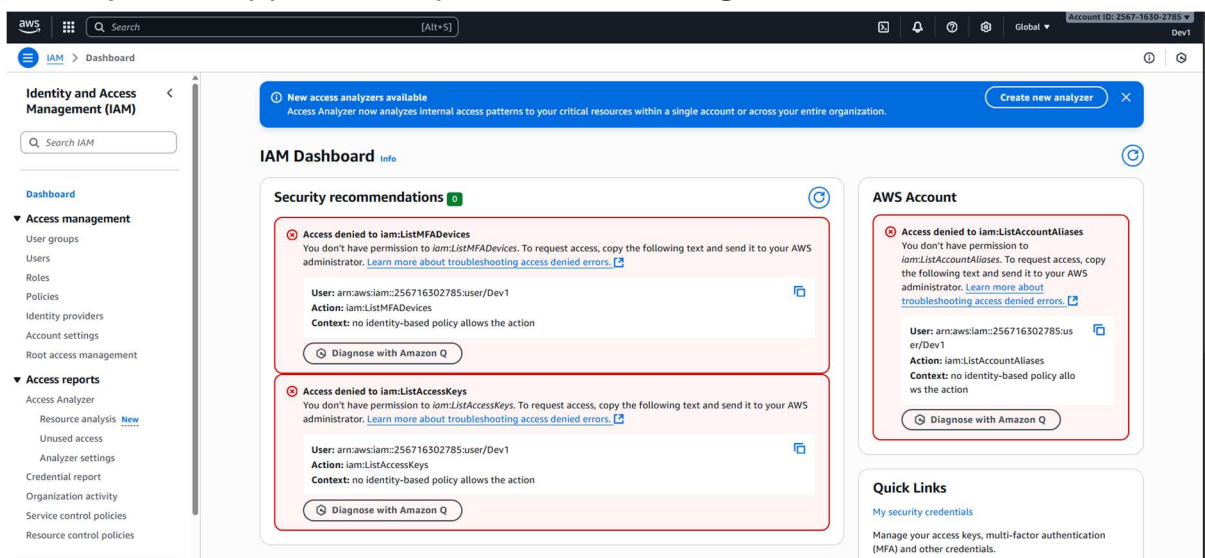 aws
Search
[Alt+S]
Global ▼
Account ID: 2567-1630-2785 ▼
Dev1
IAM > Dashboard
Identity and Access
Management (IAM)
Search IAM
Dashboard
▼ Access management
User groups
Users
Roles
Policies
Identity providers
Account settings
Root access management
▼ Access reports
Access Analyzer
Resource analysis New
Unused access
Analyzer settings
Credential report
Organization activity
Service control policies
Resource control policies
New access analyzers available
Access Analyzer now analyzes internal access patterns to your critical resources within a single account or across your entire organization.
Create new analyzer
IAM Dashboard Info
Security recommendations 0
Access denied to iam:ListMFADevices
You don't have permission to iam:ListMFADevices. To request access, copy the following text and send it to your AWS
administrator. Learn more about troubleshooting access denied errors.
User: arn:aws:iam::256716302785:user/Dev1
Action: iam:ListMFADevices
Context: no identity-based policy allows the action
Diagnose with Amazon Q
Access denied to iam:ListAccessKeys
You don't have permission to iam:ListAccessKeys. To request access, copy the following text and send it to your AWS
administrator. Learn more about troubleshooting access denied errors.
User: arn:aws:iam::256716302785:user/Dev1
Action: iam:ListAccessKeys
Context: no identity-based policy allows the action
Diagnose with Amazon Q
AWS Account
Access denied to iam:ListAccountAliases
You don't have permission to
iam:ListAccountAliases. To request access, copy
the following text and send it to your AWS
administrator. Learn more about
troubleshooting access denied errors.
User: arn:aws:iam::256716302785:us
er/Dev1
Action: iam:ListAccountAliases
Context: no identity-based policy allo
ws the action
Diagnose with Amazon Q
Quick Links
My security credentials
Manage your access keys, multi-factor authentication
(MFA) and other credentials.